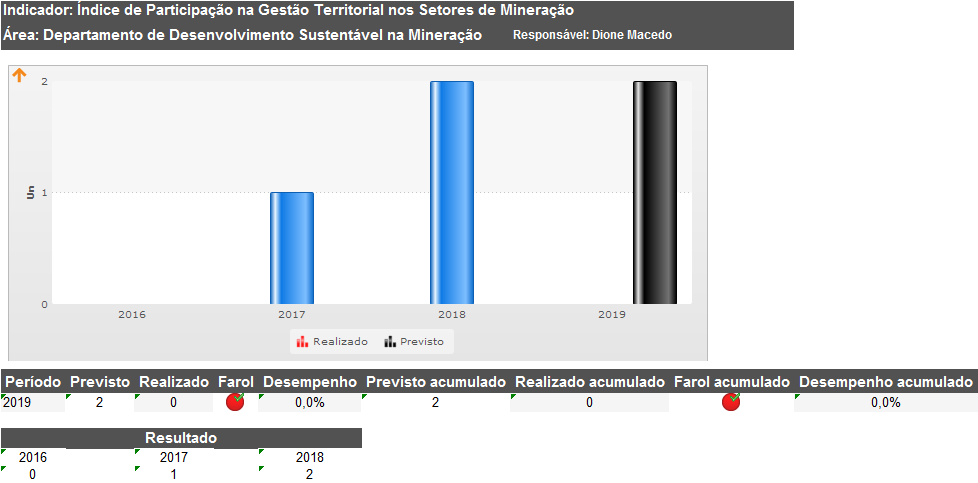 Indicador: Índice de Participação na Gestão Territorial nos Setores de Mineração
Área: Departamento de Desenvolvimento Sustentável na Mineração Responsável: Dione Macedo
2
Un
1
0
2016 2017 2018 2019
Realizado Previsto
Período Previsto Realizado Farol Desempenho Previsto acumulado Realizado acumulado Farol acumulado Desempenho acumulado
2019 2 0 0,0% 2 0 0,0%
Resultado
2016 2017 2018
0 1 2